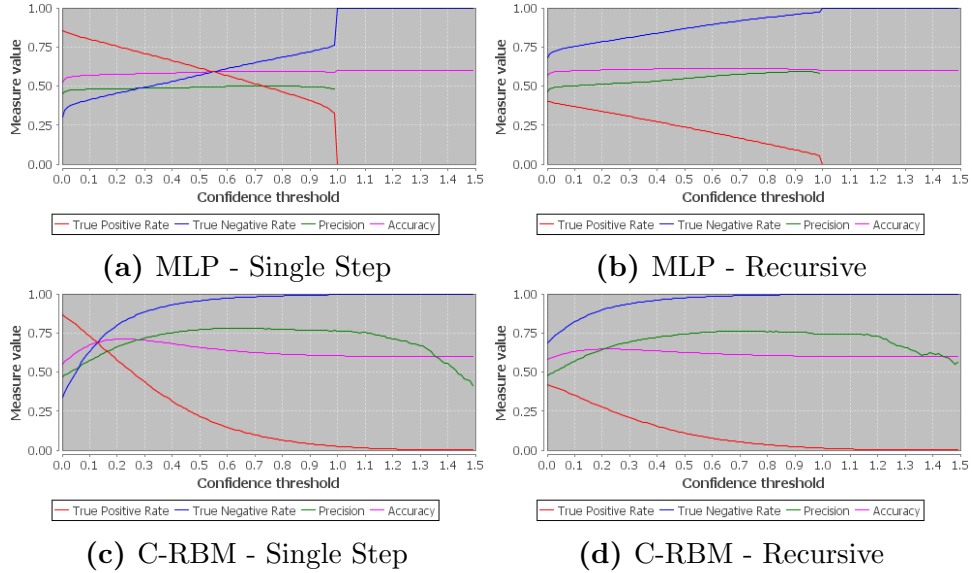 1.00
0.75
0.50
0.25
0.00
Measure value
0.0 0.1 0.2 0.3 0.4 0.5 0.6 0.7 0.8 0.9 1.0 1.1 1.2 1.3 1.4 1.5
Confidence threshold
True Positive Rate True Negative Rate Precision Accuracy
(a) MLP - Single Step
1.00
0.75
0.50
0.25
0.00
Measure value
0.0 0.1 0.2 0.3 0.4 0.5 0.6 0.7 0.8 0.9 1.0 1.1 1.2 1.3 1.4 1.5
Confidence threshold
True Positive Rate True Negative Rate Precision Accuracy
(b) MLP - Recursive
1.00
0.75
0.50
0.25
0.00
Measure value
0.0 0.1 0.2 0.3 0.4 0.5 0.6 0.7 0.8 0.9 1.0 1.1 1.2 1.3 1.4 1.5
Confidence threshold
True Positive Rate True Negative Rate Precision Accuracy
(c) C-RBM - Single Step
1.00
0.75
0.50
0.25
0.00
Measure value
0.0 0.1 0.2 0.3 0.4 0.5 0.6 0.7 0.8 0.9 1.0 1.1 1.2 1.3 1.4 1.5
Confidence threshold
True Positive Rate True Negative Rate Precision Accuracy
(d) C-RBM - Recursive